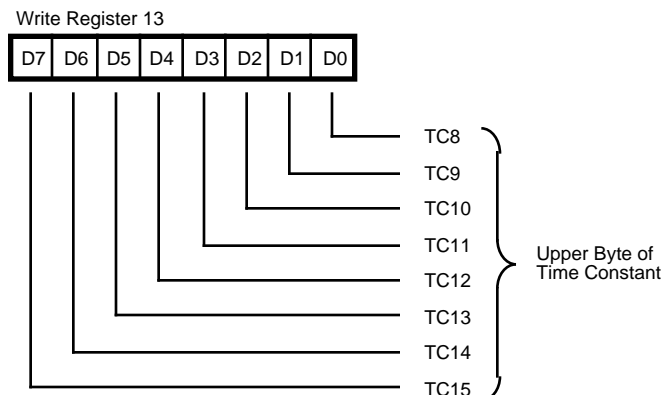 Write Register 13
D7 D6 D5 D4 D3 D2 D1 D0
TC8
TC9
TC10
TC11
TC12
TC13
TC14
TC15
Upper Byte of
Time Constant